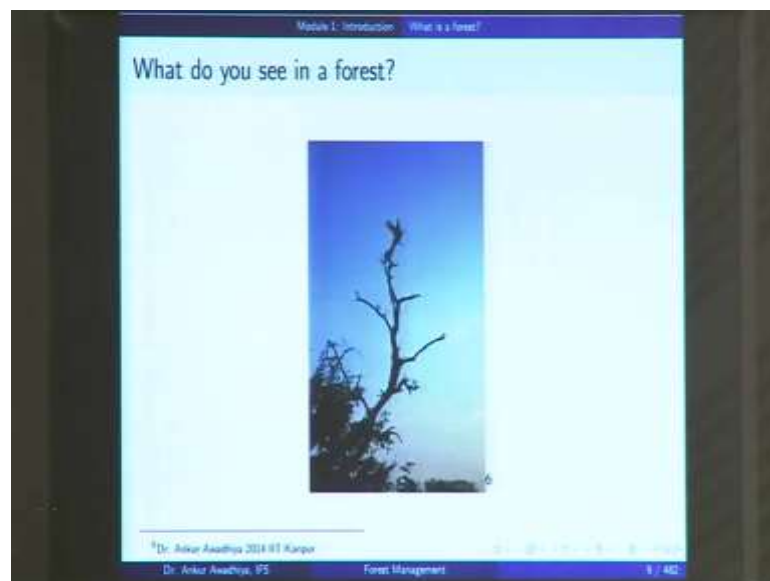 Module 1: Introduction What is a forest?
What do you see in a forest?
6
6Dr. Ankur Awadhiya 2014 IIT Kanpur
Dr. Ankur Awadhiya, IFS Forest Management 9 / 482